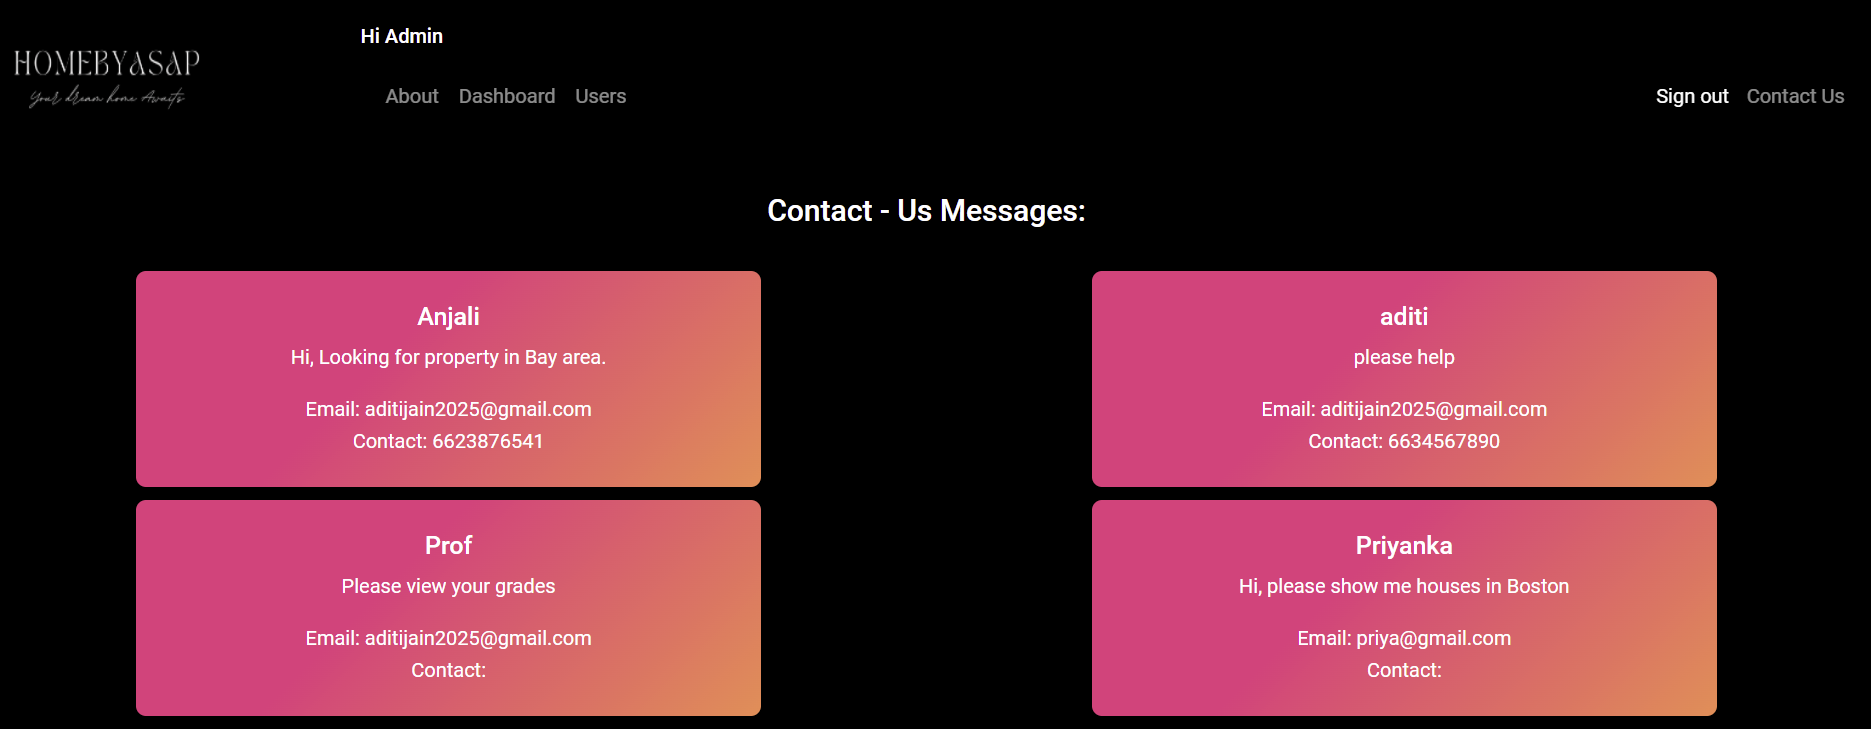 HOMEBYASAP
Your dream home Awaits
Hi Admin
About Dashboard Users
Sign out Contact Us
Contact - Us Messages:
Anjali
Hi, Looking for property in Bay area.
Email: aditijain2025@gmail.com
Contact: 6623876541
aditi
please help
Email: aditijain2025@gmail.com
Contact: 6634567890
Prof
Please view your grades
Email: aditijain2025@gmail.com
Contact:
Priyanka
Hi, please show me houses in Boston
Email: priya@gmail.com
Contact: